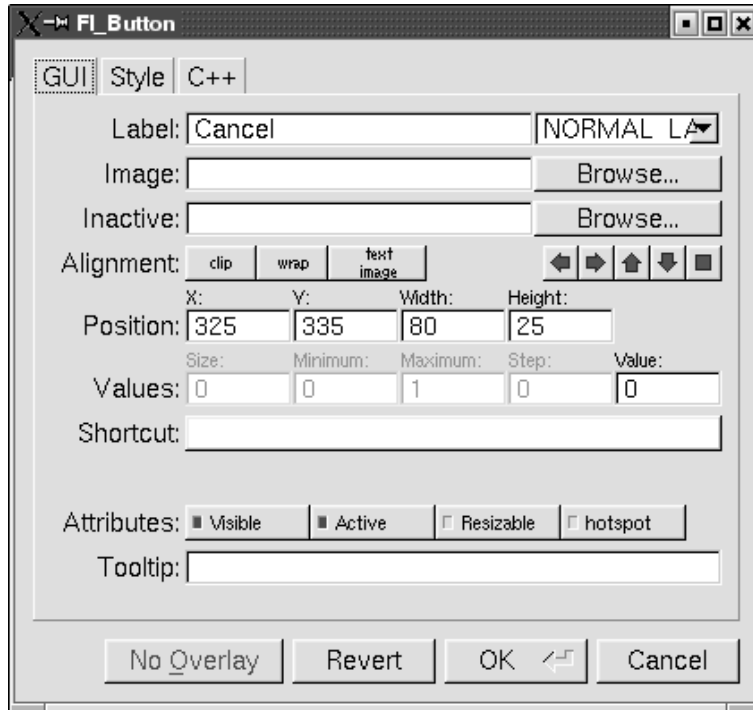 Fl_Button
GUI Style C++
Label: Cancel NORMAL LA
Image: Browse...
Inactive: Browse...
Alignment: clip wrap text image
X: Y: Width: Height:
Position: 325 335 80 25
Size: Minimum: Maximum: Step: Value:
Values: 0 0 1 0 0
Shortcut:
Attributes: Visible Active Resizable hotspot
Tooltip:
No Overlay Revert OK Cancel